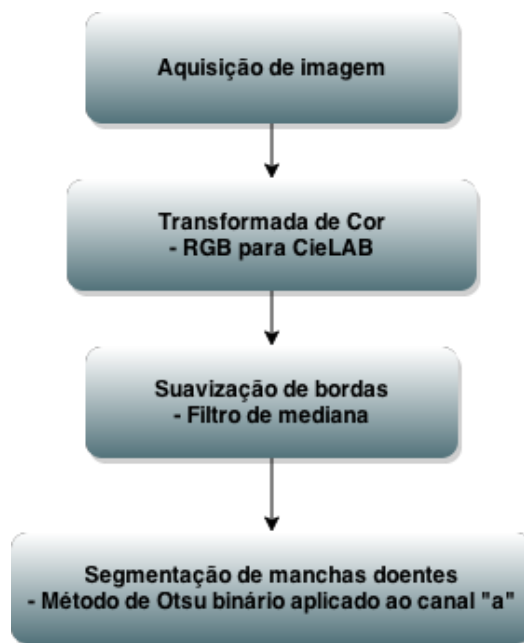 Aquisição de imagem
Transformada de Cor
- RGB para CieLAB
Suavização de bordas
- Filtro de mediana
Segmentação de manchas doentes
- Método de Otsu binário aplicado ao canal "a"